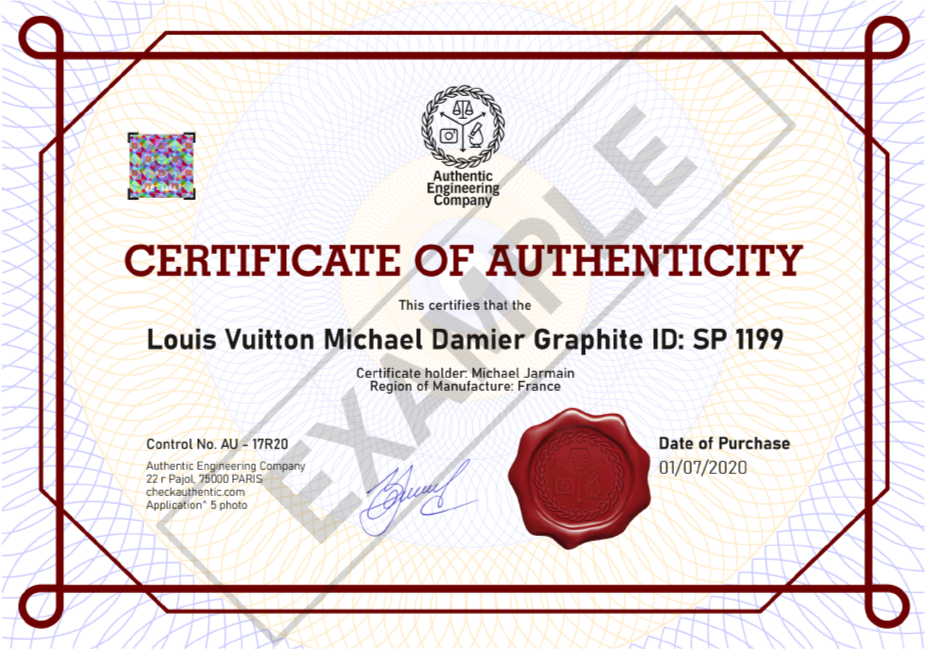 Authentic
Engineering
Company
CERTIFICATE OF AUTHENTICITY
This certifies that the
Louis Vuitton Michael Damier Graphite ID: SP 1199
Certificate holder: Michael Jarmain
Region of Manufacture: France
EXAMPLE
Control No. AU - 17R20
Authentic Engineering Company
22 r Pajol, 75000 PARIS
checkauthentic.com
Application^ 5 photo
Date of Purchase
01/07/2020